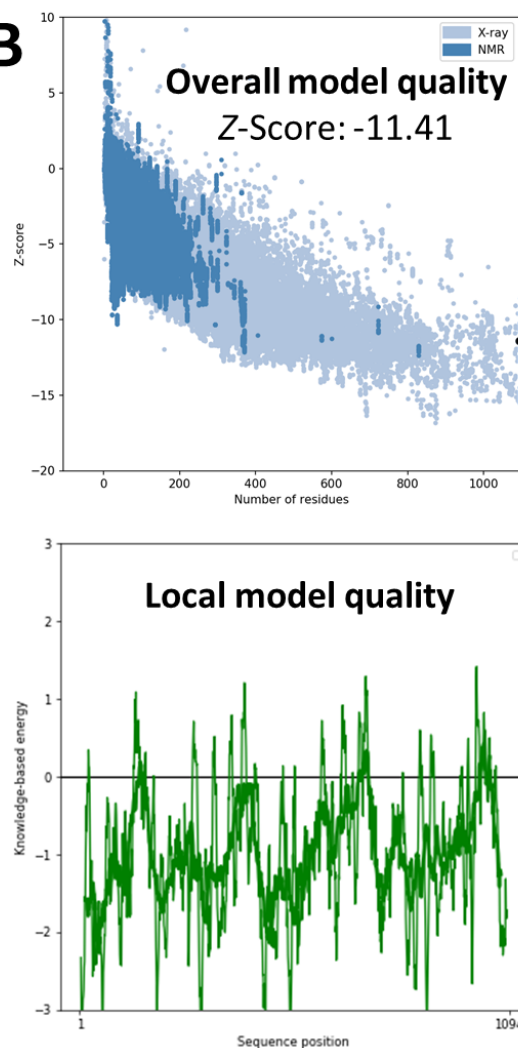 B
10
X-ray
NMR
Overall model quality
Z-Score: -11.41
5
0
Z-score
−5
−10
−15
−20
0 200 400 600 800 1000
Number of residues
3
Local model quality
2
1
Knowledge-based energy
0
−1
−2
−3
1
Sequence position